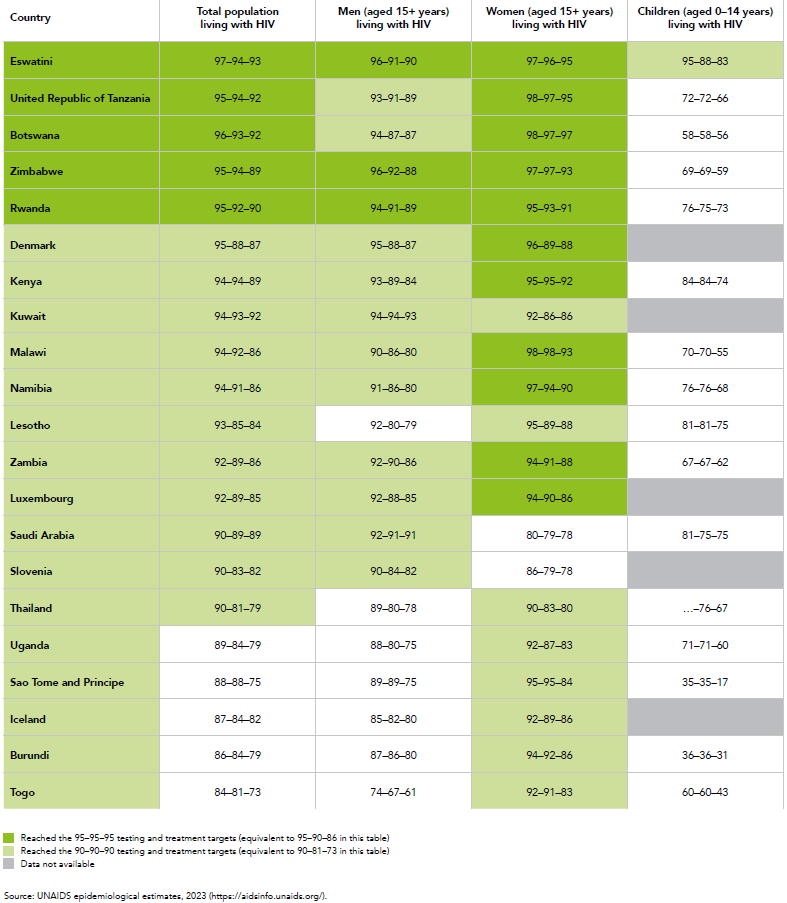 Country
Total population
living with HIV
Men (aged 15+ years)
living with HIV
Women (aged 15+ years)
living with HIV
Children (aged 0–14 years)
living with HIV
Eswatini 97–94–93 96–91–90 97–96–95 95–88–83
United Republic of Tanzania 95–94–92 93–91–89 98–97–95 72–72–66
Botswana 96–93–92 94–87–87 98–97–97 58–58–56
Zimbabwe 95–94–89 96–92–88 97–97–93 69–69–59
Rwanda 95–92–90 94–91–89 95–93–91 76–75–73
Denmark 95–88–87 95–88–87 96–89–88
Kenya 94–94–89 93–89–84 95–95–92 84–84–74
Kuwait 94–93–92 94–94–93 92–86–86
Malawi 94–92–86 90–86–80 98–98–93 70–70–55
Namibia 94–91–86 91–86–80 97–94–90 76–76–68
Lesotho 93–85–84 92–80–79 95–89–88 81–81–75
Zambia 92–89–86 92–90–86 94–91–88 67–67–62
Luxembourg 92–89–85 92–88–85 94–90–86
Saudi Arabia 90–89–89 92–91–91 80–79–78 81–75–75
Slovenia 90–83–82 90–84–82 86–79–78
Thailand 90–81–79 89–80–78 90–83–80 …–76–67
Uganda 89–84–79 88–80–75 92–87–83 71–71–60
Sao Tome and Principe 88–88–75 89–89–75 95–95–84 35–35–17
Iceland 87–84–82 85–82–80 92–89–86
Burundi 86–84–79 87–86–80 94–92–86 36–36–31
Togo 84–81–73 74–67–61 92–91–83 60–60–43
Reached the 95–95–95 testing and treatment targets (equivalent to 95–90–86 in this table)
Reached the 90–90–90 testing and treatment targets (equivalent to 90–81–73 in this table)
Data not available
Source: UNAIDS epidemiological estimates, 2023 (https://aidsinfo.unaids.org/).